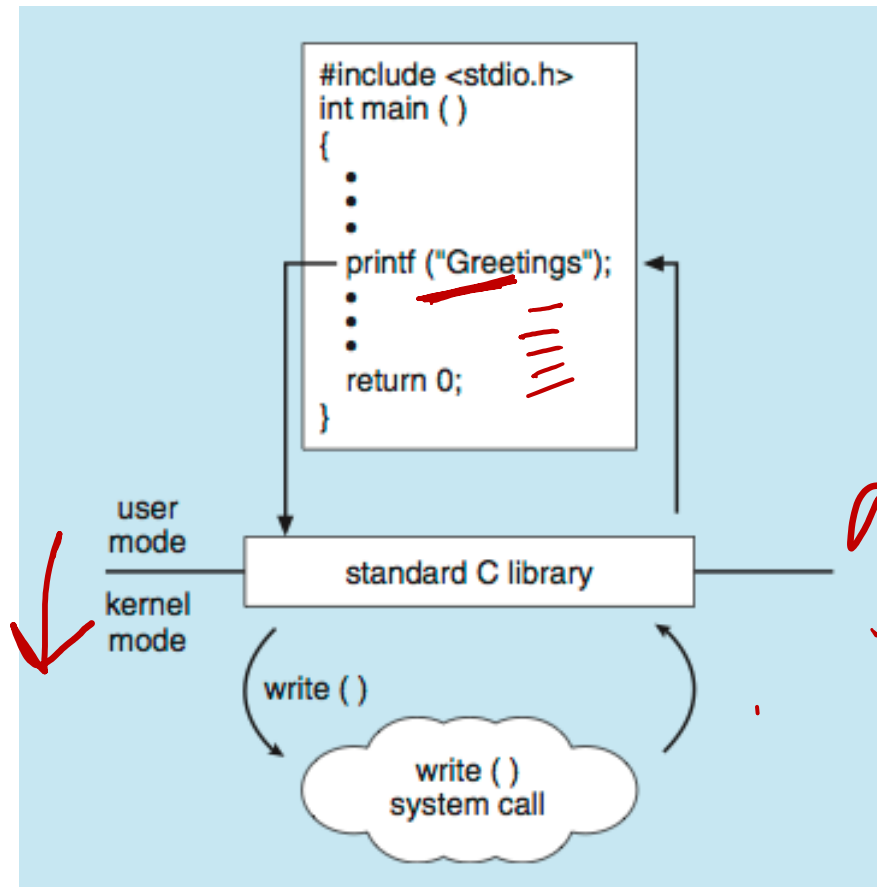 #include <stdio.h>
int main ( )
{
•
•
•
printf ("Greetings");
•
•
•
return 0;
}
user
mode
standard C library
kernel
mode
write ( )
write ( )
system call